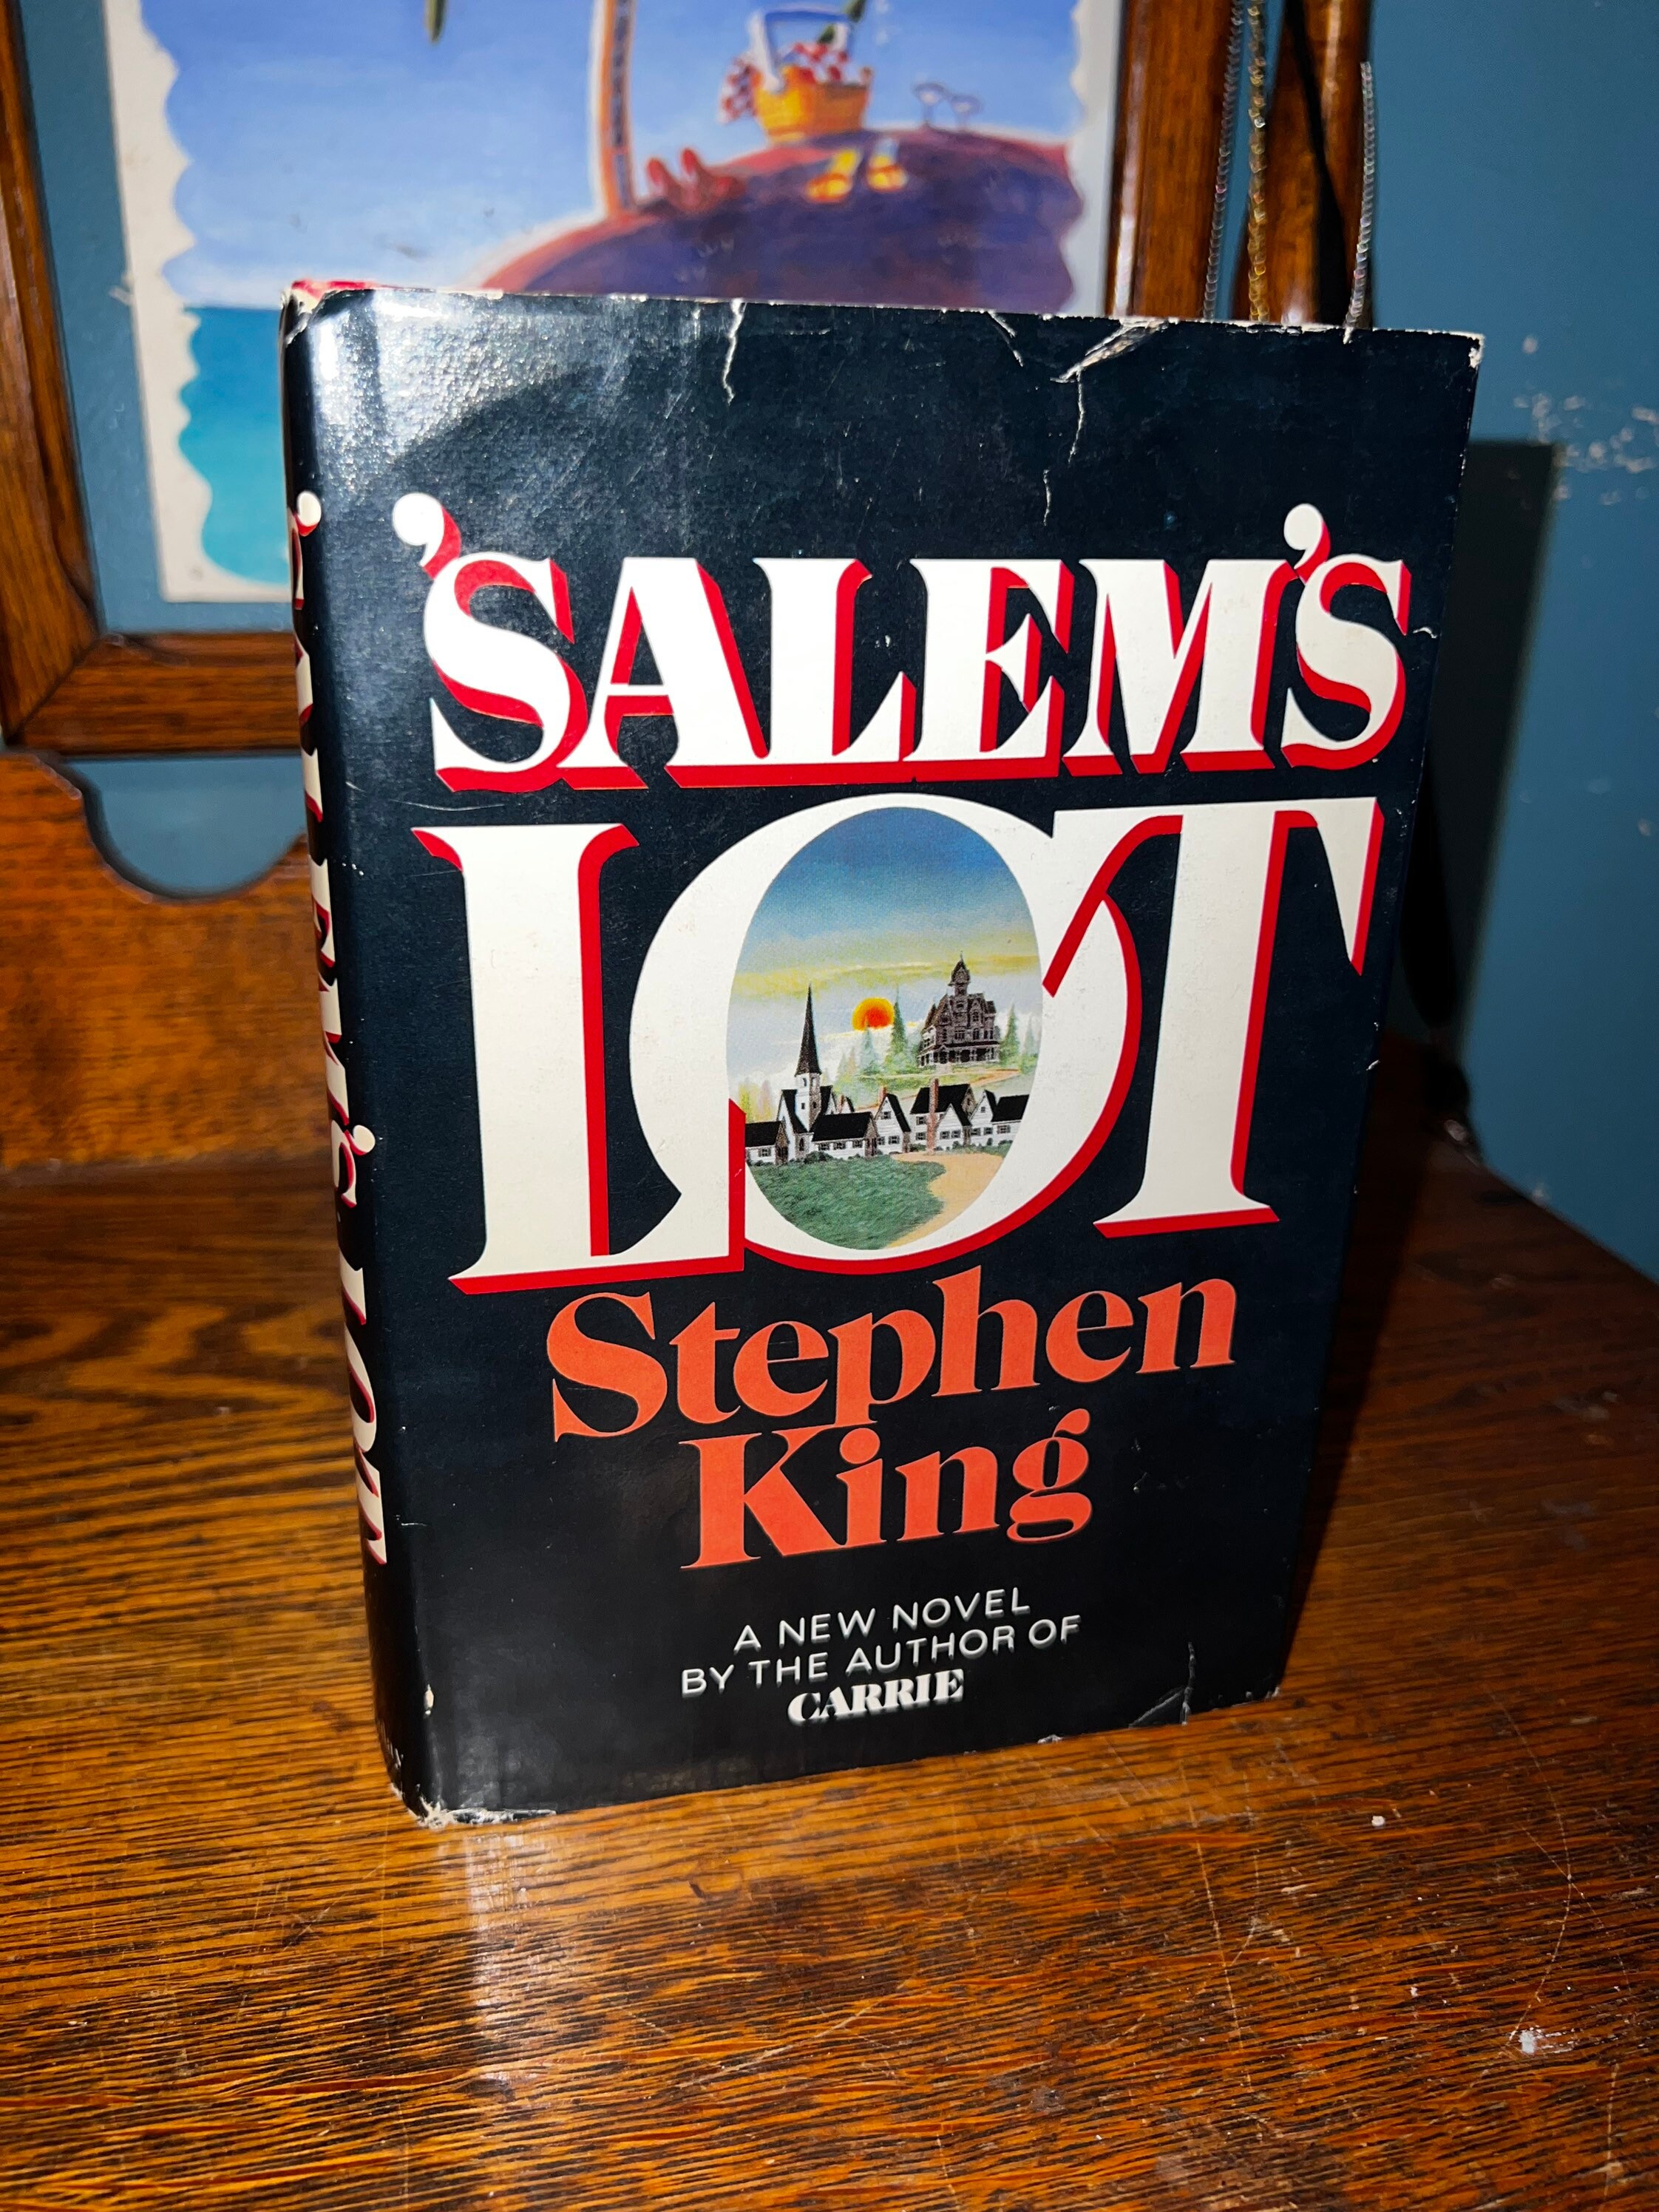 'SALEM'S
LOT
Stephen
King
A NEW NOVEL
BY THE AUTHOR OF
CARRIE
'SALEM'S LOT